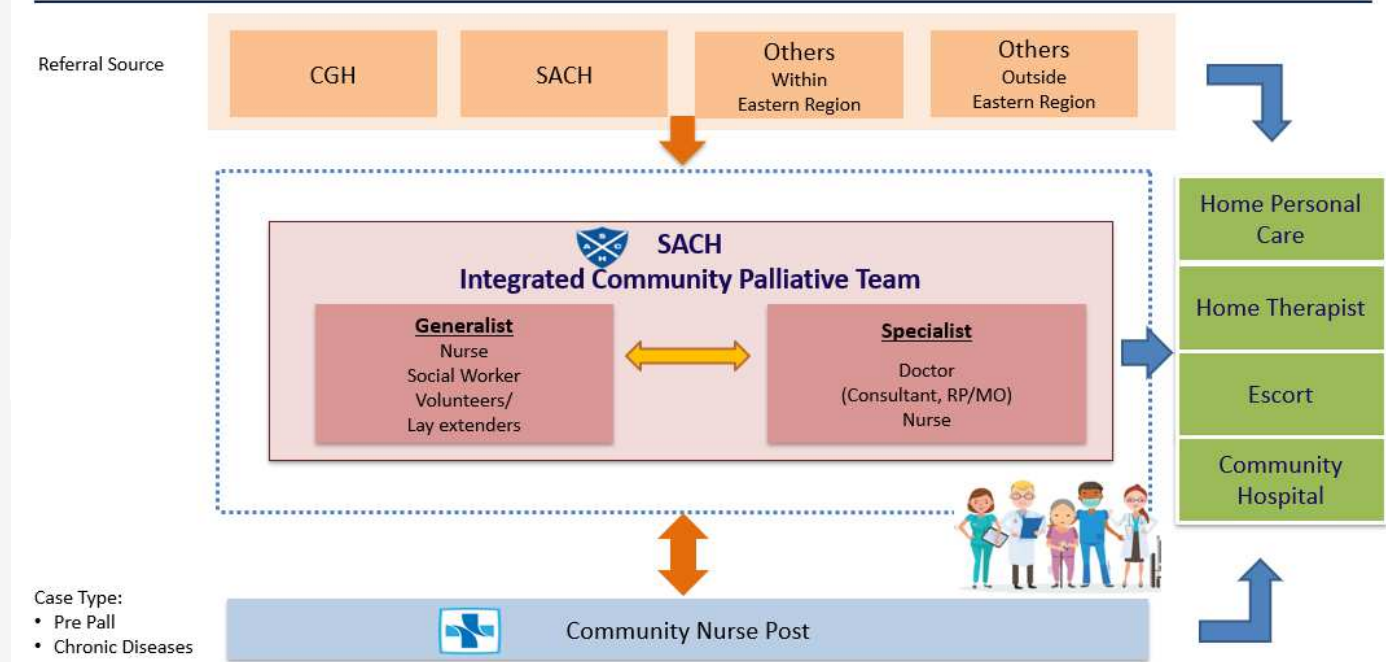 Referral Source
CGH
SACH
Others
Within
Eastern Region
Others
Outside
Eastern Region
S
A C
H
SACH
Integrated Community Palliative Team
Generalist
Nurse
Social Worker
Volunteers/
Lay extenders
Specialist
Doctor
(Consultant, RP/MO)
Nurse
Home Personal
Care
Home Therapist
Escort
Community
Hospital
Case Type:
• Pre Pall
• Chronic Diseases
Community Nurse Post